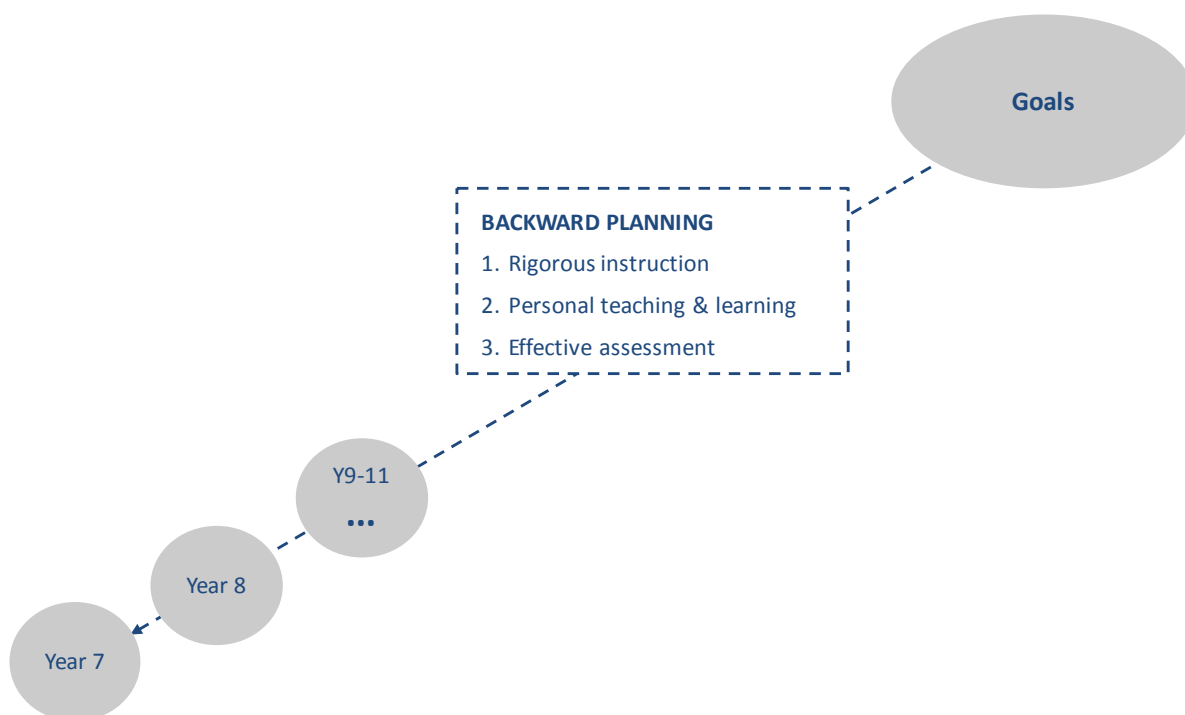 Goals
BACKWARD PLANNING
1. Rigorous instruction
2. Personal teaching & learning
3. Effective assessment
Y9-11
...
Year 8
Year 7